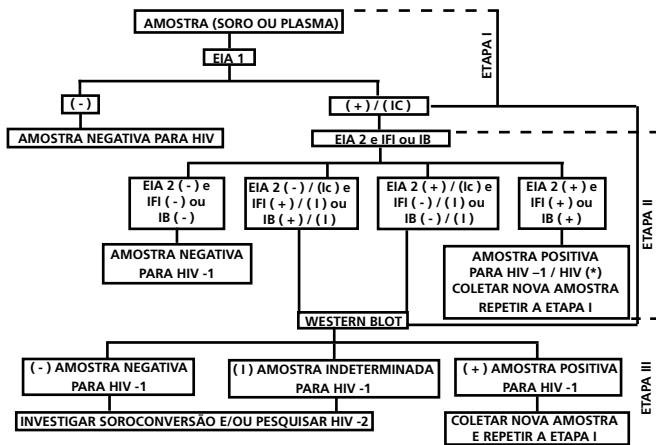 AMOSTRA (SORO OU PLASMA)
EIA 1
ETAPA I
( - )
( + ) / ( IC )
AMOSTRA NEGATIVA PARA HIV
EIA 2 e IFI ou IB
EIA 2 ( - ) e
IFI ( - ) ou
IB ( - )
EIA 2 ( - ) / (Ic) e
IFI ( + ) / ( I ) ou
IB ( + ) / ( I )
EIA 2 ( + ) / (Ic) e
IFI ( - ) / ( I ) ou
IB ( - ) / ( I )
EIA 2 ( + ) e
IFI ( + ) ou
IB ( + )
ETAPA II
AMOSTRA NEGATIVA
PARA HIV -1
AMOSTRA POSITIVA
PARA HIV –1 / HIV (*)
COLETAR NOVA AMOSTRA
REPETIR A ETAPA I
WESTERN BLOT
( - ) AMOSTRA NEGATIVA
PARA HIV -1
( I ) AMOSTRA INDETERMINADA
PARA HIV -1
( + ) AMOSTRA POSITIVA
PARA HIV -1
ETAPA III
INVESTIGAR SOROCONVERSÃO E/OU PESQUISAR HIV -2
COLETAR NOVA AMOSTRA
E REPETIR A ETAPA I